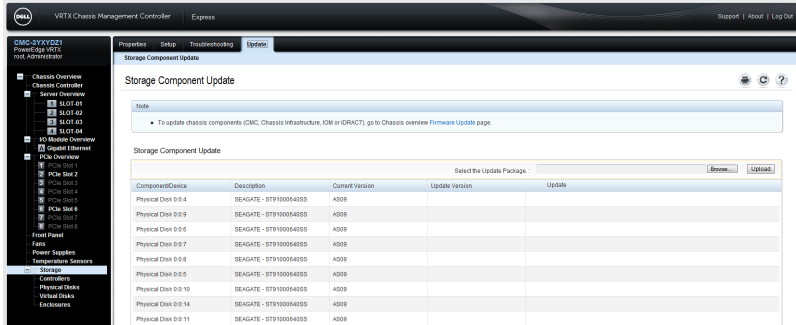 DELL
VRTX Chassis Management Controller Express
Support | About | Log Out
CMC-3YXYDZ1
PowerEdge VRTX
root, Administrator
Chassis Overview
Chassis Controller
Server Overview
1 SLOT-01
2 SLOT-02
3 SLOT-03
4 SLOT-04
I/O Module Overview
A Gigabit Ethernet
PCIe Overview
1 PCIe Slot 1
2 PCIe Slot 2
3 PCIe Slot 3
4 PCIe Slot 4
5 PCIe Slot 5
6 PCIe Slot 6
7 PCIe Slot 7
8 PCIe Slot 8
Front Panel
Fans
Power Supplies
Temperature Sensors
Storage
Controllers
Physical Disks
Virtual Disks
Enclosures
Properties Setup Troubleshooting Update
Storage Component Update
Storage Component Update
Note
To update chassis components (CMC, Chassis Infrastructure, IOM or iDRAC7), go to Chassis overview Firmware Update page.
Storage Component Update
Select the Update Package: Browse... Upload
Component/Device Description Current Version Update Version Update
Physical Disk 0:0:4 SEAGATE - ST91000640SS AS09
Physical Disk 0:0:9 SEAGATE - ST91000640SS AS09
Physical Disk 0:0:6 SEAGATE - ST91000640SS AS09
Physical Disk 0:0:7 SEAGATE - ST91000640SS AS09
Physical Disk 0:0:8 SEAGATE - ST91000640SS AS09
Physical Disk 0:0:5 SEAGATE - ST91000640SS AS09
Physical Disk 0:0:10 SEAGATE - ST91000640SS AS09
Physical Disk 0:0:14 SEAGATE - ST91000640SS AS09
Physical Disk 0:0:11 SEAGATE - ST91000640SS AS09